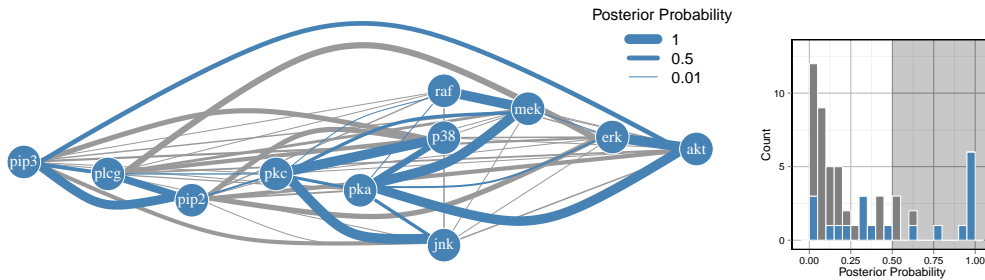 Posterior Probability
1
0.5
0.01
raf
mek
p38
erk
akt
pip3
plcg
pkc
pka
pip2
jnk
Count
10
5
0
0.00 0.25 0.50 0.75 1.00
Posterior Probability